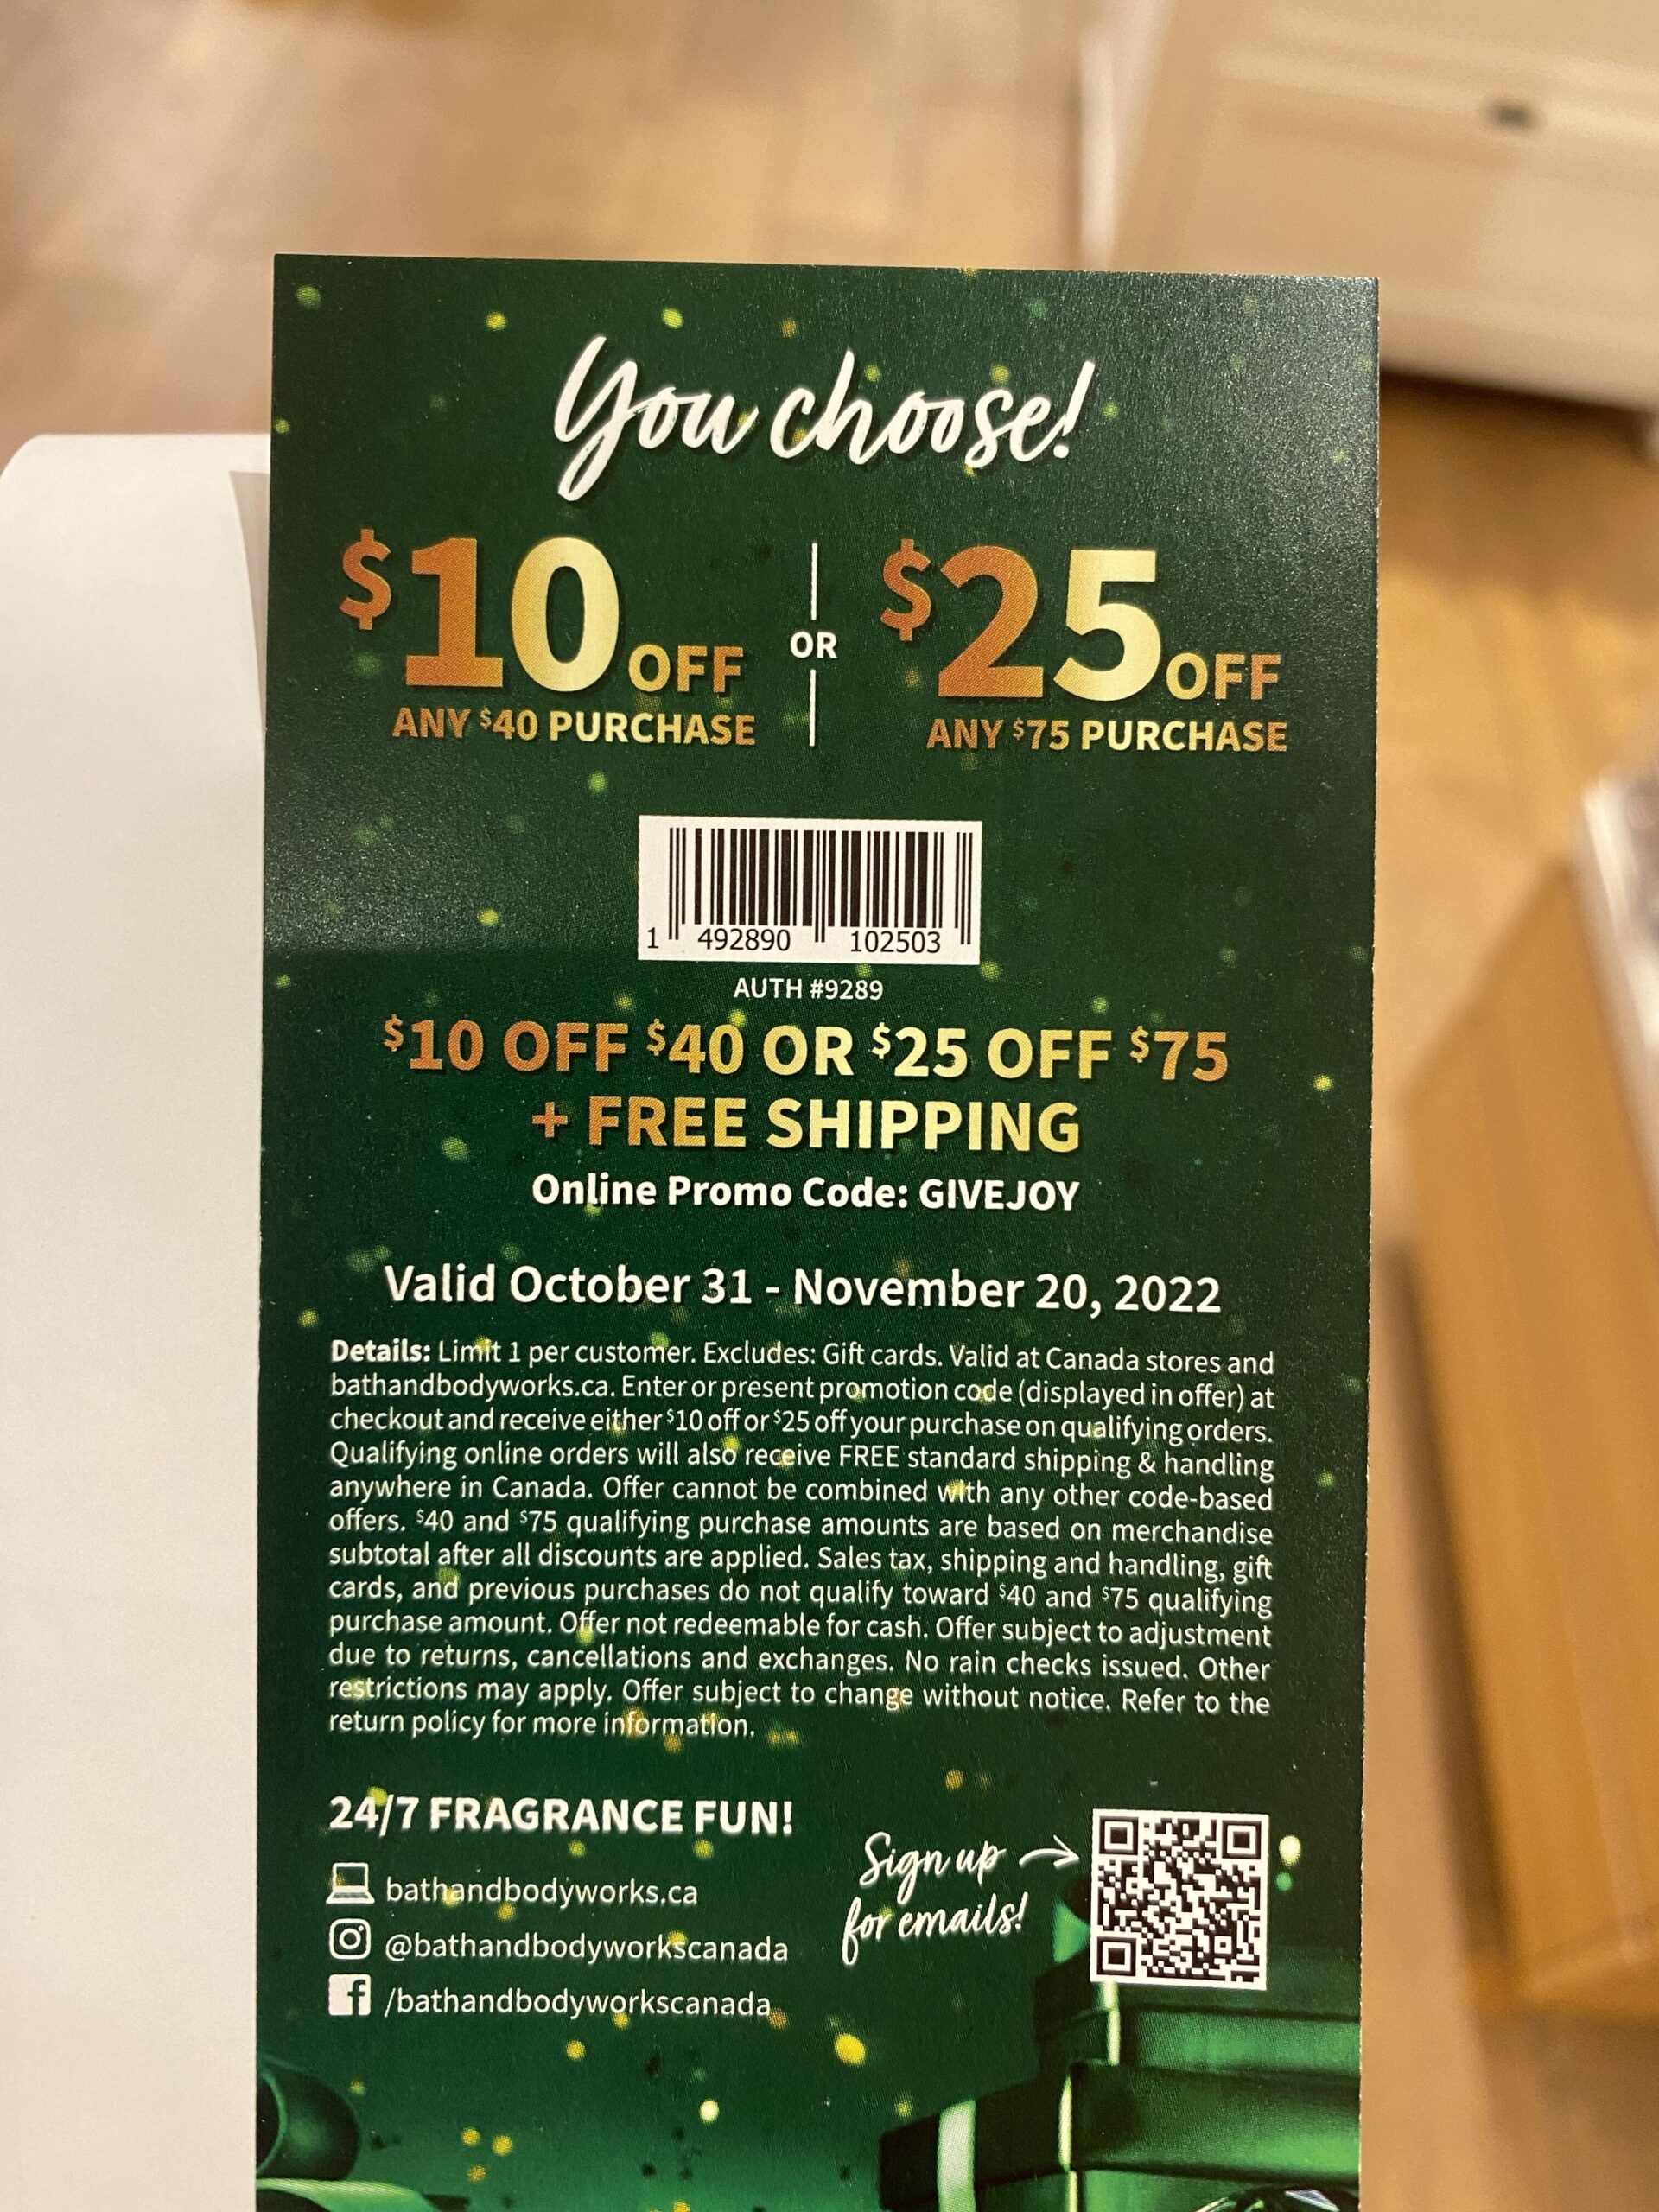 You choose!
$10 OFF
ANY $40 PURCHASE
OR
$25 OFF
ANY $75 PURCHASE
1 492890 102503
AUTH #9289
$10 OFF $40 OR $25 OFF $75
+ FREE SHIPPING
Online Promo Code: GIVEJOY
Valid October 31 - November 20, 2022
Details: Limit 1 per customer. Excludes: Gift cards. Valid at Canada stores and
bathandbodyworks.ca. Enter or present promotion code (displayed in offer) at
checkout and receive either $10 off or $25 off your purchase on qualifying orders.
Qualifying online orders will also receive FREE standard shipping & handling
anywhere in Canada. Offer cannot be combined with any other code-based
offers. $40 and $75 qualifying purchase amounts are based on merchandise
subtotal after all discounts are applied. Sales tax, shipping and handling, gift
cards, and previous purchases do not qualify toward $40 and $75 qualifying
purchase amount. Offer not redeemable for cash. Offer subject to adjustment
due to returns, cancellations and exchanges. No rain checks issued. Other
restrictions may apply. Offer subject to change without notice. Refer to the
return policy for more information.
24/7 FRAGRANCE FUN!
bathandbodyworks.ca
@bathandbodyworkscanada
/bathandbodyworkscanada
Sign up
for emails!